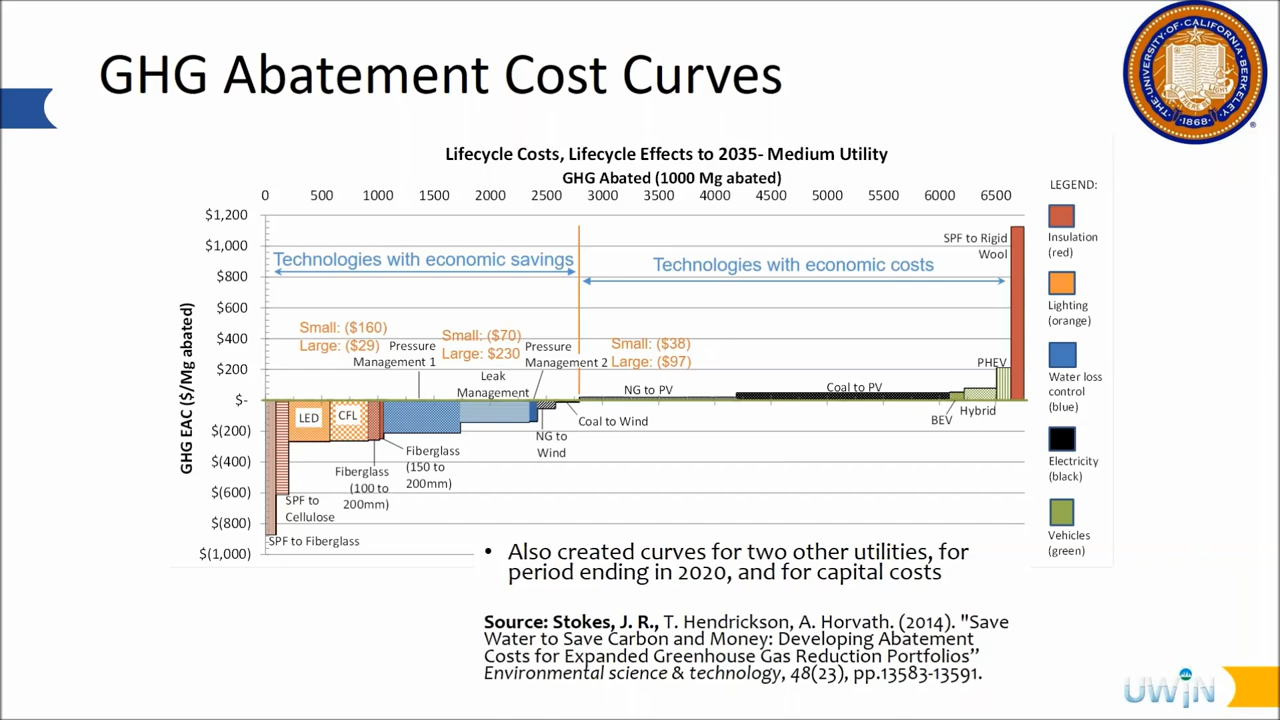 GHG Abatement Cost Curves
THE·UNIVERSITY·OF·CALIFORNIA·BERKELEY
LIGHT
·1868·
®
Lifecycle Costs, Lifecycle Effects to 2035- Medium Utility
GHG Abated (1000 Mg abated)
0 500 1000 1500 2000 2500 3000 3500 4000 4500 5000 5500 6000 6500
GHG EAC ($/Mg abated)
$1,200
$1,000
$800
$600
$400
$200
$-
$(200)
$(400)
$(600)
$(800)
$(1,000)
Technologies with economic savings
Technologies with economic costs
Small: ($160)
Large: ($29)
Pressure
Management 1
Small: ($70)
Large: $230
Leak
Management
Pressure
Management 2
Small: ($38)
Large: ($97)
SPF to Rigid
Wool
PHEV
NG to PV
Coal to PV
LED
CFL
Coal to Wind
BEV
Hybrid
NG to
Wind
Fiberglass
(150 to
200mm)
Fiberglass
(100 to
200mm)
SPF to
Cellulose
SPF to Fiberglass
LEGEND:
Insulation
(red)
Lighting
(orange)
Water loss
control
(blue)
Electricity
(black)
Vehicles
(green)
• Also created curves for two other utilities, for
period ending in 2020, and for capital costs
Source: Stokes, J. R., T. Hendrickson, A. Horvath. (2014). "Save
Water to Save Carbon and Money: Developing Abatement
Costs for Expanded Greenhouse Gas Reduction Portfolios”
Environmental science & technology, 48(23), pp.13583-13591.
UWIN